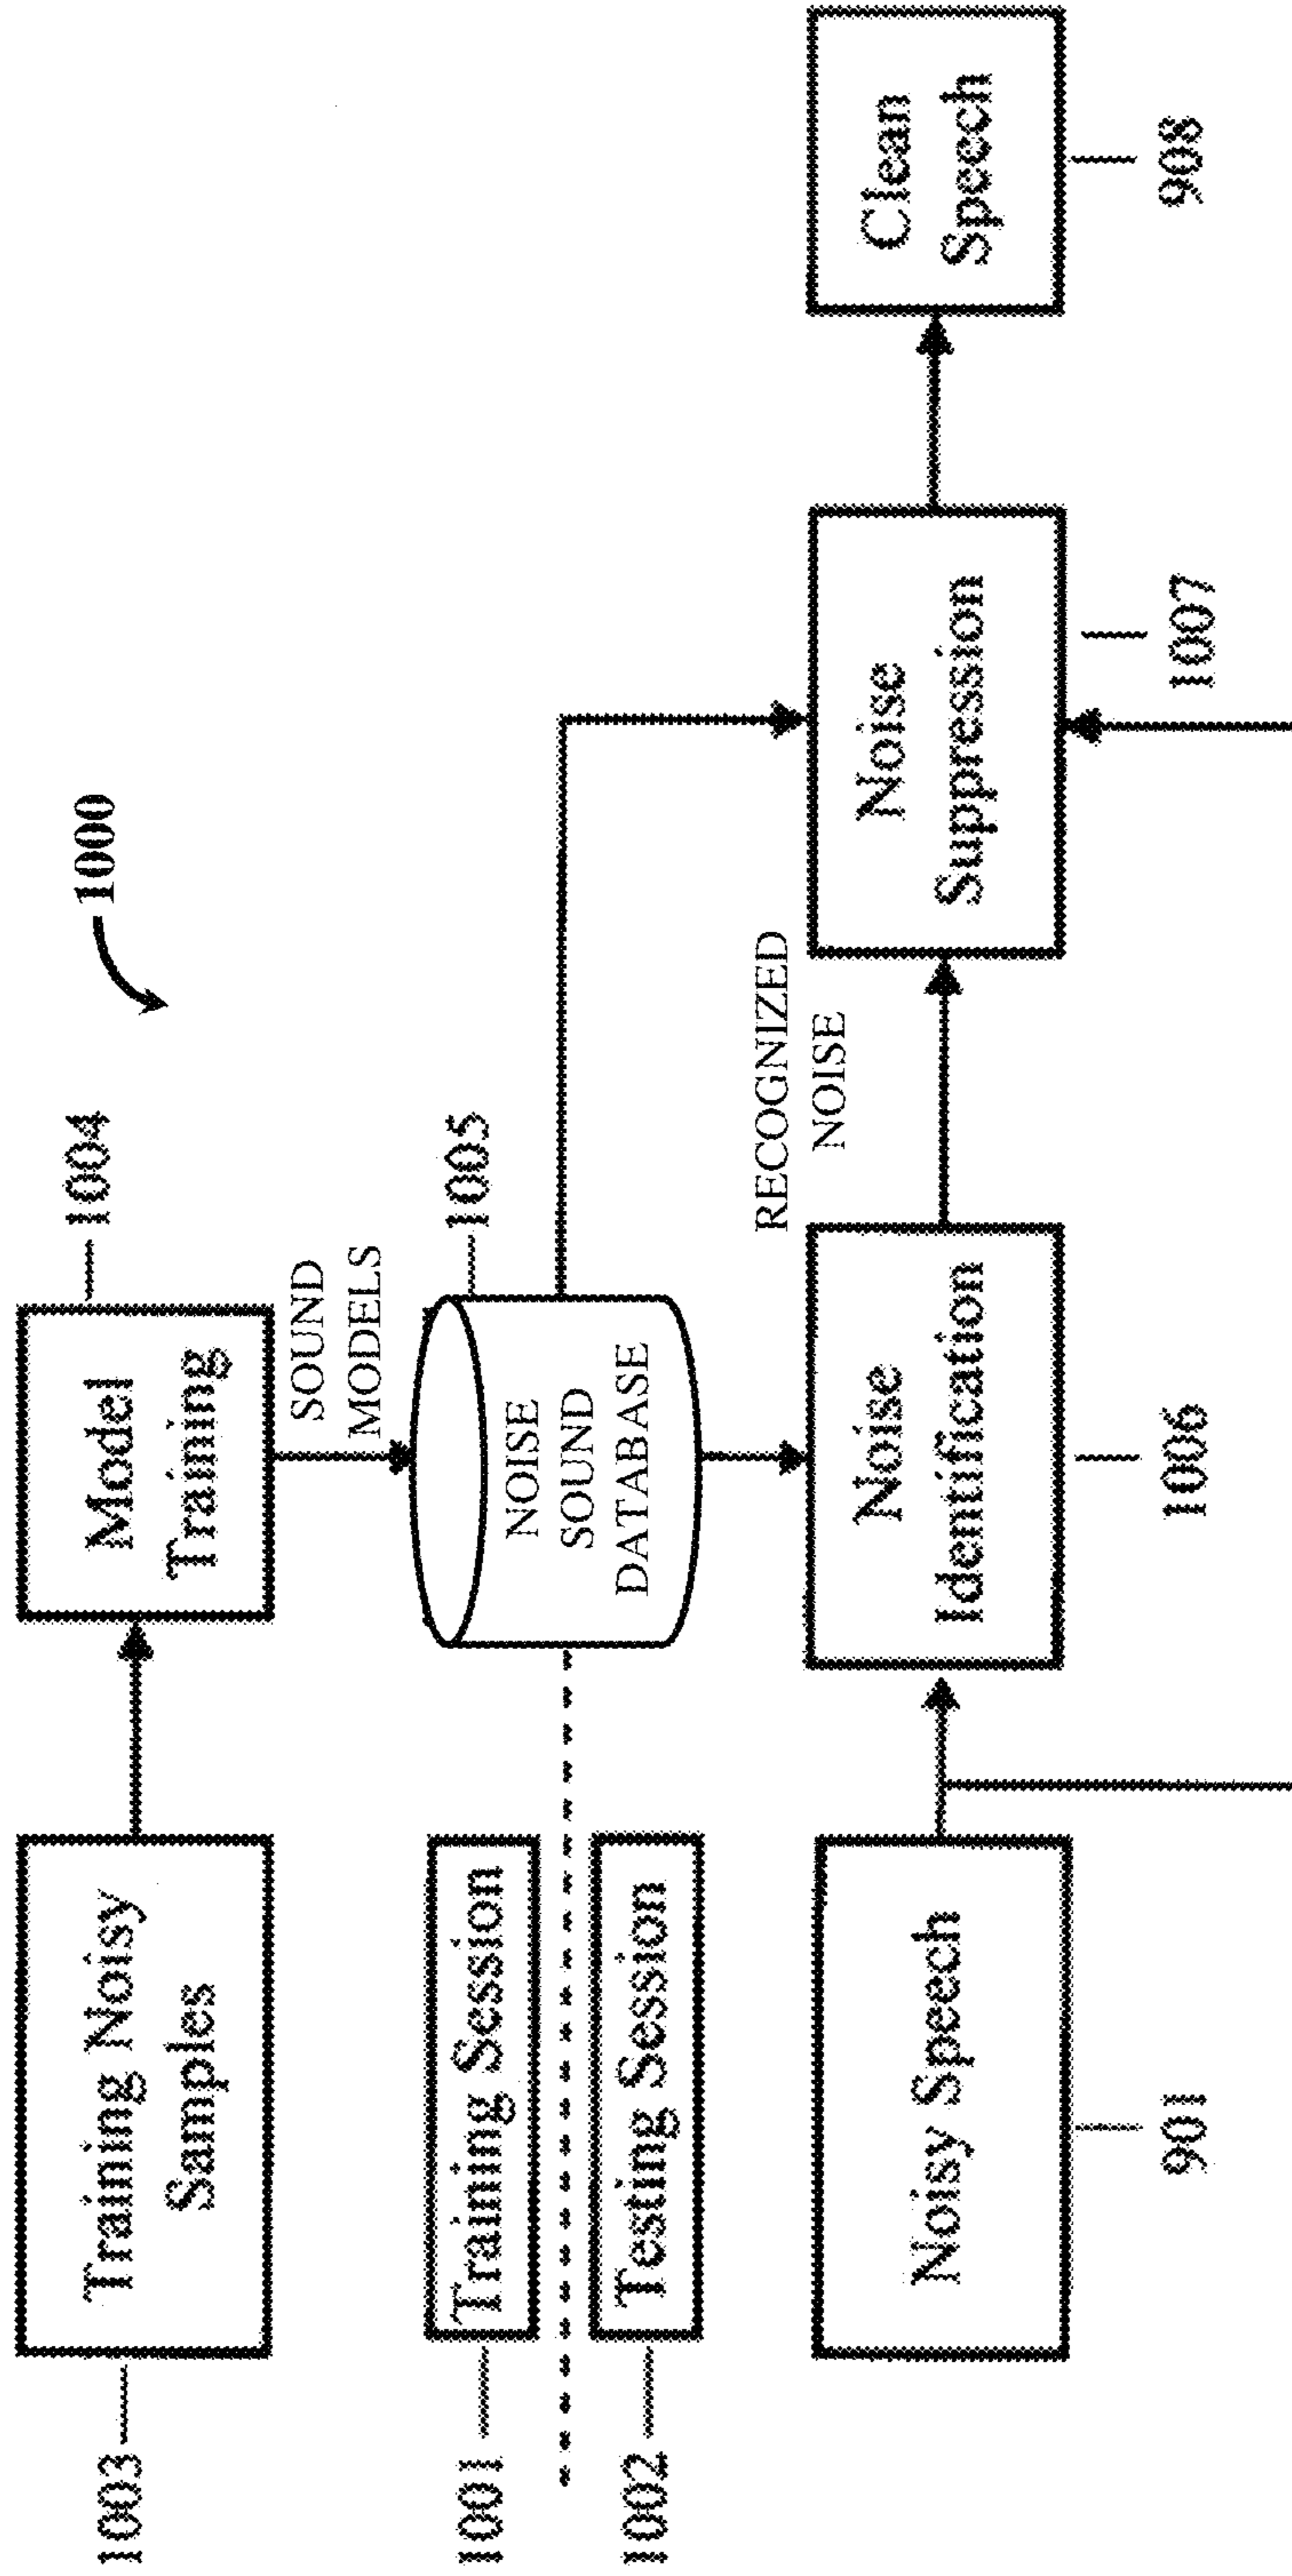 1000
1003
Training Noisy
Samples
Model
Training
1004
SOUND
MODELS
1001
Training Session
1002
Testing Session
NOISE
SOUND
DATABASE
1005
Noisy Speech
901
Noise
Identification
1006
RECOGNIZED
NOISE
Noise
Suppression
1007
Clean
Speech
908